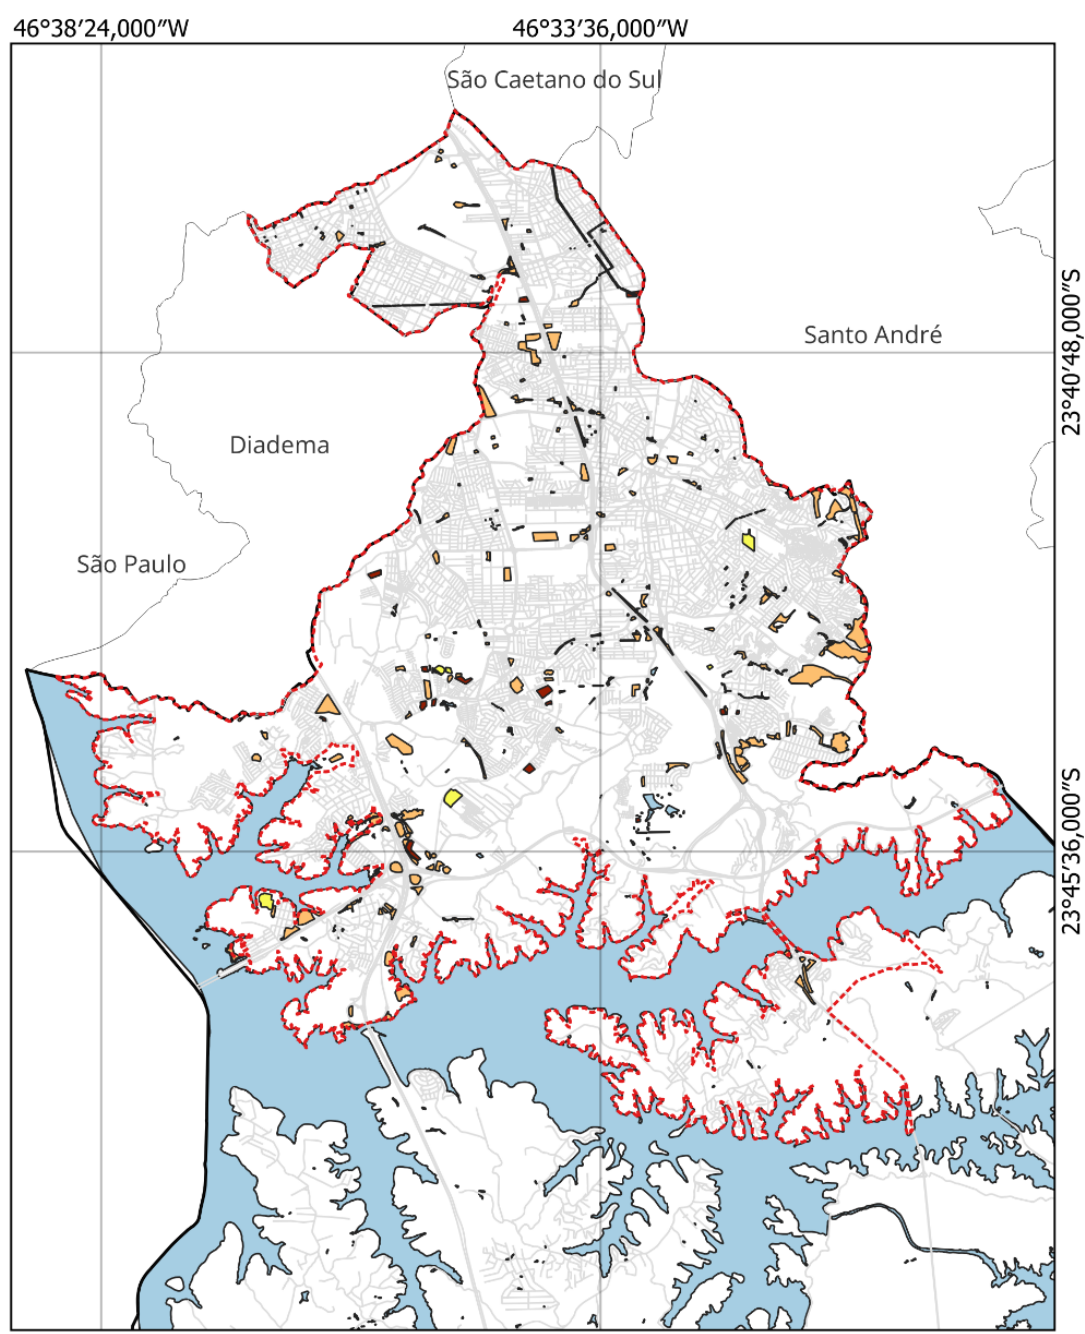 46°38′24,000″W
46°33′36,000″W
São Caetano do Sul
Santo André
23°40′48,000″S
Diadema
São Paulo
23°45′36,000″S